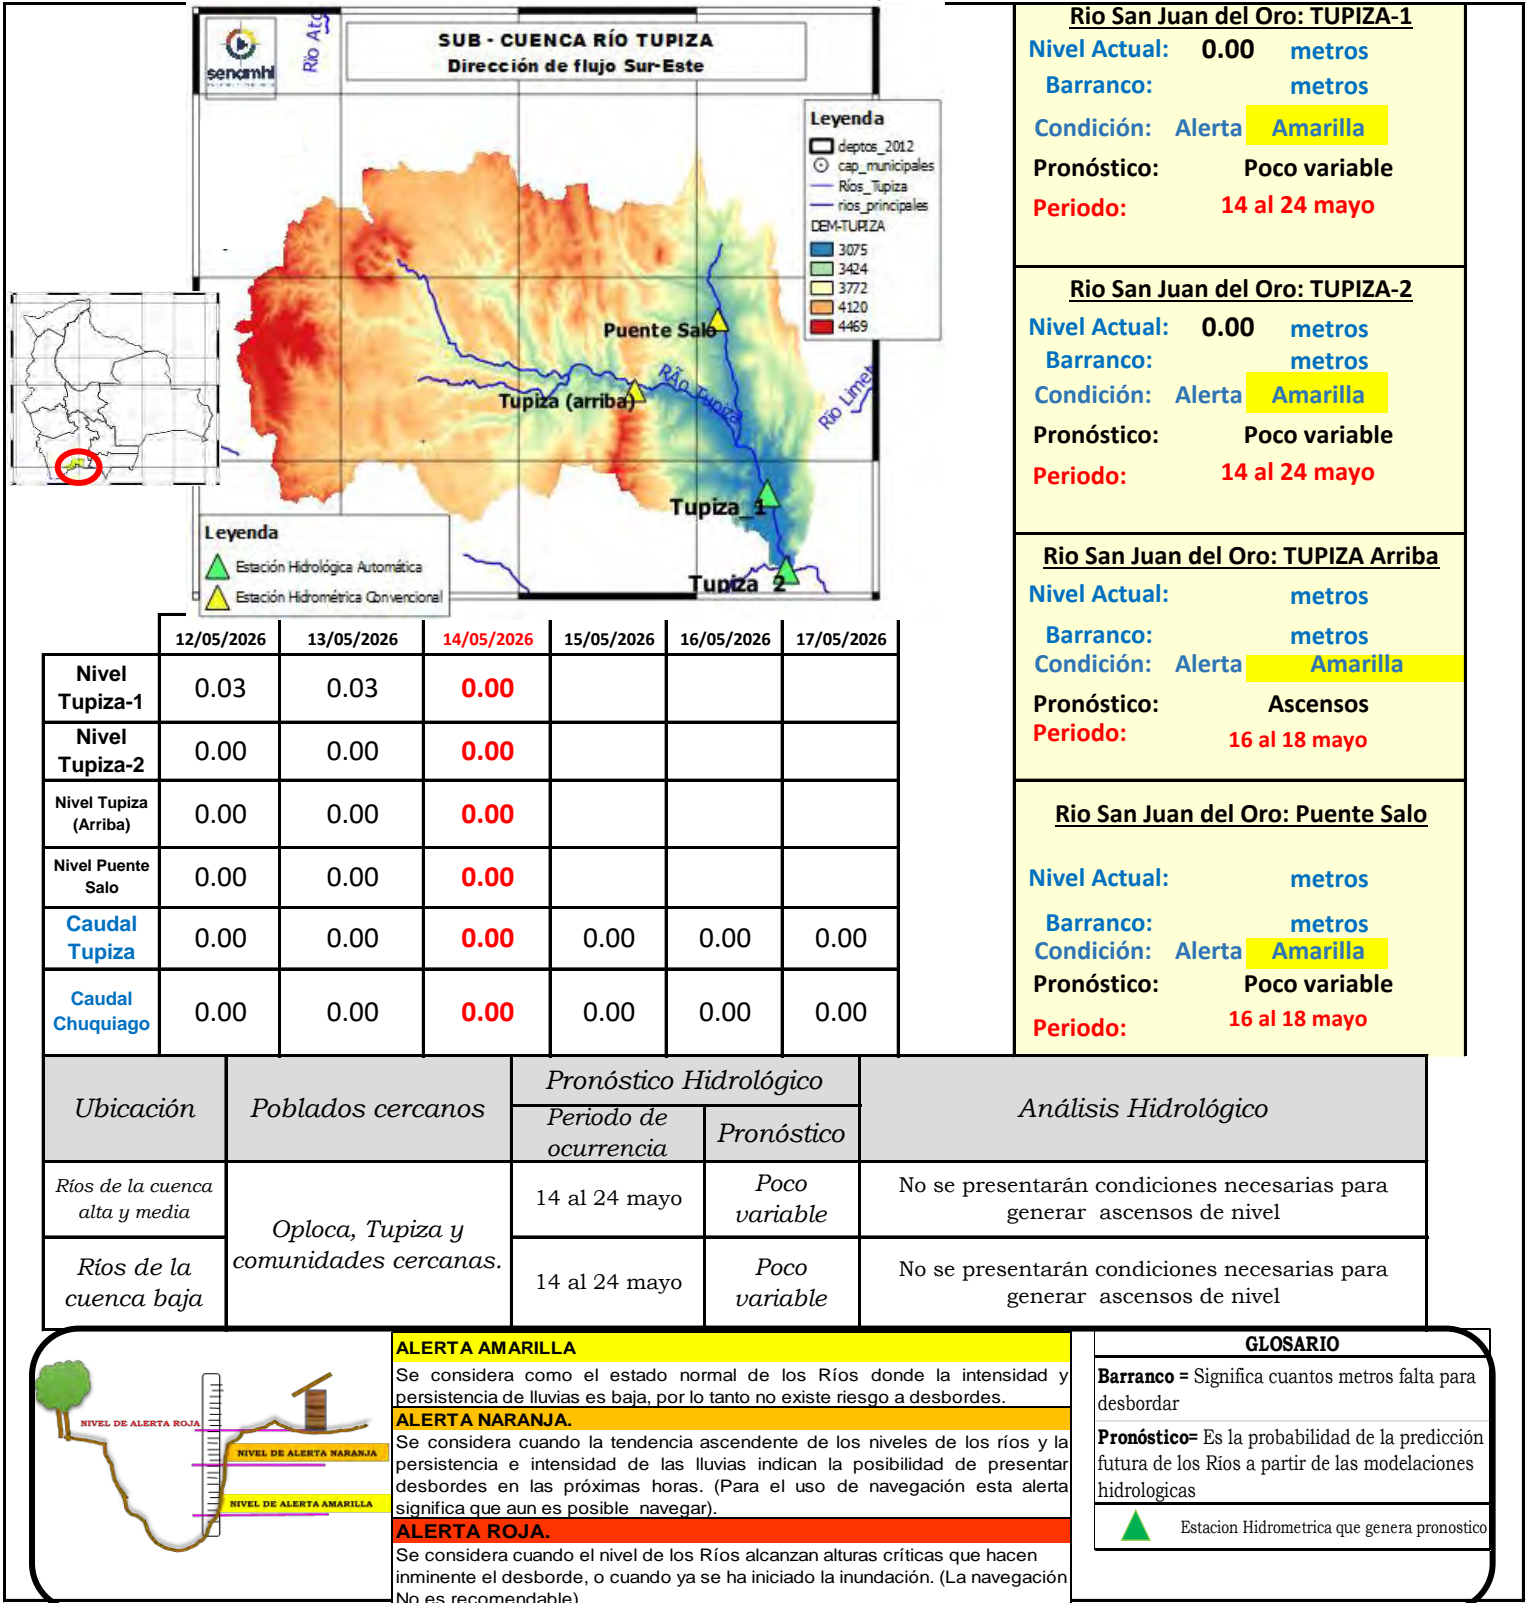 SUB - CUENCA RÍO TUPIZA
Dirección de flujo Sur-Este
senamhi
Río Ato
Leyenda
deptos_2012
cap_municipales
Ríos_Tupiza
rios_principales
DEM-TUPIZA
3075
3424
3772
4120
4469
Puente Salo
Tupiza (arriba)
RÃo Tupiza
Rio Limet
Tupiza_1
Tupiza_2
Leyenda
Estación Hidrológica Automática
Estación Hidrométrica Convencional
Rio San Juan del Oro: TUPIZA-1
Nivel Actual: 0.00 metros
Barranco: metros
Condición: Alerta Amarilla
Pronóstico: Poco variable
Periodo: 14 al 24 mayo
Rio San Juan del Oro: TUPIZA-2
Nivel Actual: 0.00 metros
Barranco: metros
Condición: Alerta Amarilla
Pronóstico: Poco variable
Periodo: 14 al 24 mayo
Rio San Juan del Oro: TUPIZA Arriba
Nivel Actual: metros
Barranco: metros
Condición: Alerta Amarilla
Pronóstico: Ascensos
Periodo: 16 al 18 mayo
Rio San Juan del Oro: Puente Salo
Nivel Actual: metros
Barranco: metros
Condición: Alerta Amarilla
Pronóstico: Poco variable
Periodo: 16 al 18 mayo
12/05/2026 13/05/2026 14/05/2026 15/05/2026 16/05/2026 17/05/2026
Nivel
Tupiza-1 0.03 0.03 0.00
Nivel
Tupiza-2 0.00 0.00 0.00
Nivel Tupiza
(Arriba) 0.00 0.00 0.00
Nivel Puente
Salo 0.00 0.00 0.00
Caudal
Tupiza 0.00 0.00 0.00 0.00 0.00 0.00
Caudal
Chuquiago 0.00 0.00 0.00 0.00 0.00 0.00
Ubicación Poblados cercanos Pronóstico Hidrológico Análisis Hidrológico
Periodo de
ocurrencia Pronóstico
Ríos de la cuenca
alta y media
Oploca, Tupiza y
comunidades cercanas.
14 al 24 mayo
Poco
variable
No se presentarán condiciones necesarias para
generar ascensos de nivel
Ríos de la
cuenca baja
14 al 24 mayo
Poco
variable
No se presentarán condiciones necesarias para
generar ascensos de nivel
NIVEL DE ALERTA ROJA
NIVEL DE ALERTA NARANJA
NIVEL DE ALERTA AMARILLA
ALERTA AMARILLA
Se considera como el estado normal de los Ríos donde la intensidad y
persistencia de lluvias es baja, por lo tanto no existe riesgo a desbordes.
ALERTA NARANJA.
Se considera cuando la tendencia ascendente de los niveles de los ríos y la
persistencia e intensidad de las lluvias indican la posibilidad de presentar
desbordes en las próximas horas. (Para el uso de navegación esta alerta
significa que aun es posible navegar).
ALERTA ROJA.
Se considera cuando el nivel de los Ríos alcanzan alturas críticas que hacen
inminente el desborde, o cuando ya se ha iniciado la inundación. (La navegación
No es recomendable)
GLOSARIO
Barranco = Significa cuantos metros falta para
desbordar
Pronóstico= Es la probabilidad de la predicción
futura de los Ríos a partir de las modelaciones
hidrologicas
Estacion Hidrometrica que genera pronostico